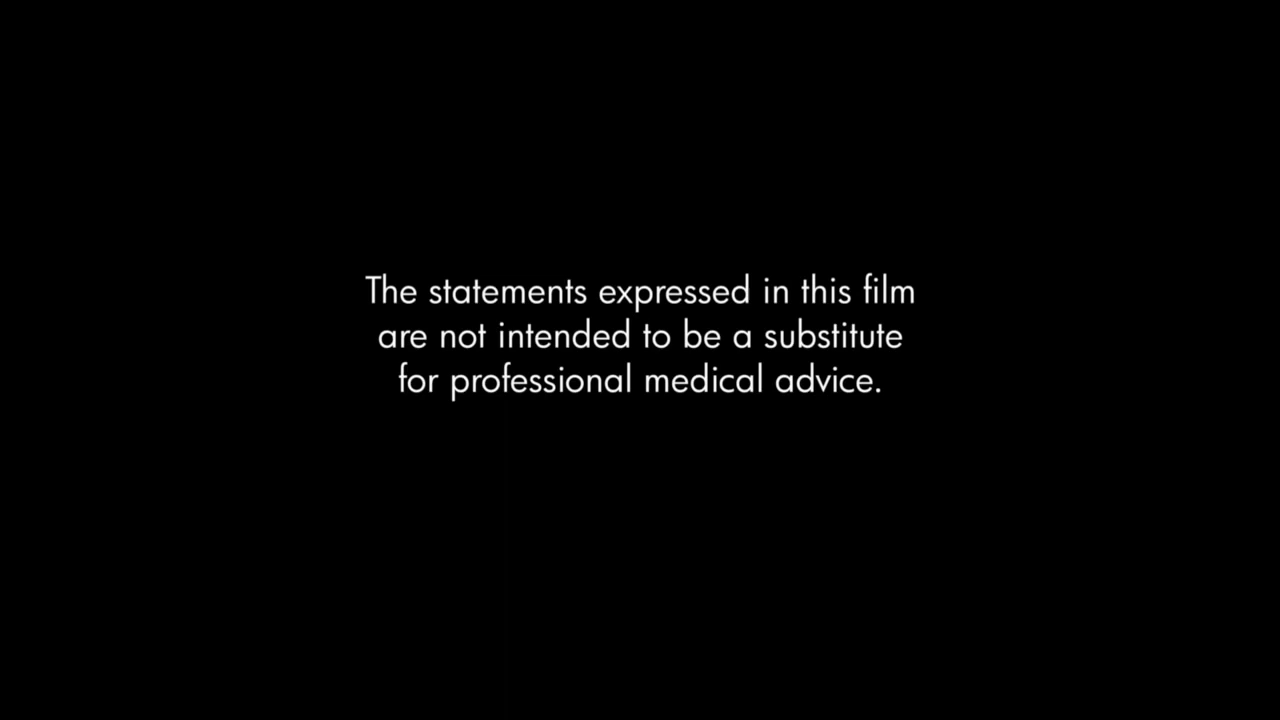 The statements expressed in this film
are not intended to be a substitute
for professional medical advice.